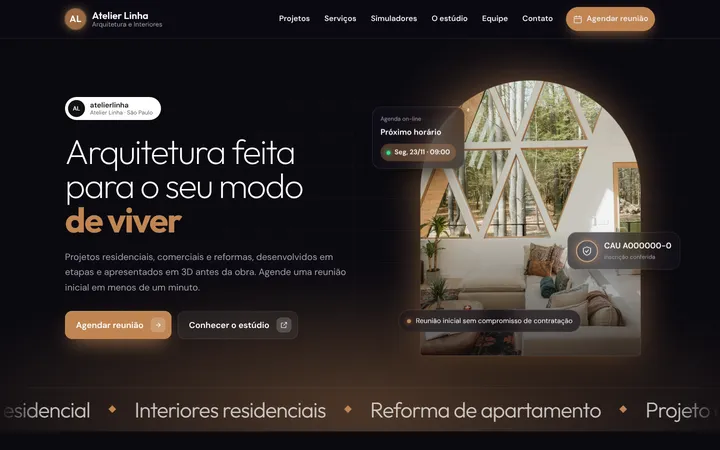 AL
Atelier Linha
Arquitetura e Interiores
Projetos
Serviços
Simuladores
O estúdio
Equipe
Contato
Agendar reunião
AL
atelierlinha
Atelier Linha · São Paulo
Arquitetura feita
para o seu modo
de viver
Projetos residenciais, comerciais e reformas, desenvolvidos em
etapas e apresentados em 3D antes da obra. Agende uma reunião
inicial em menos de um minuto.
Agendar reunião
Conhecer o estúdio
Agenda on-line
Próximo horário
Seg, 23/11 · 09:00
CAU A000000-0
Inscrição conferida
Reunião inicial sem compromisso de contratação
esidencial
Interiores residenciais
Reforma de apartamento
Projeto